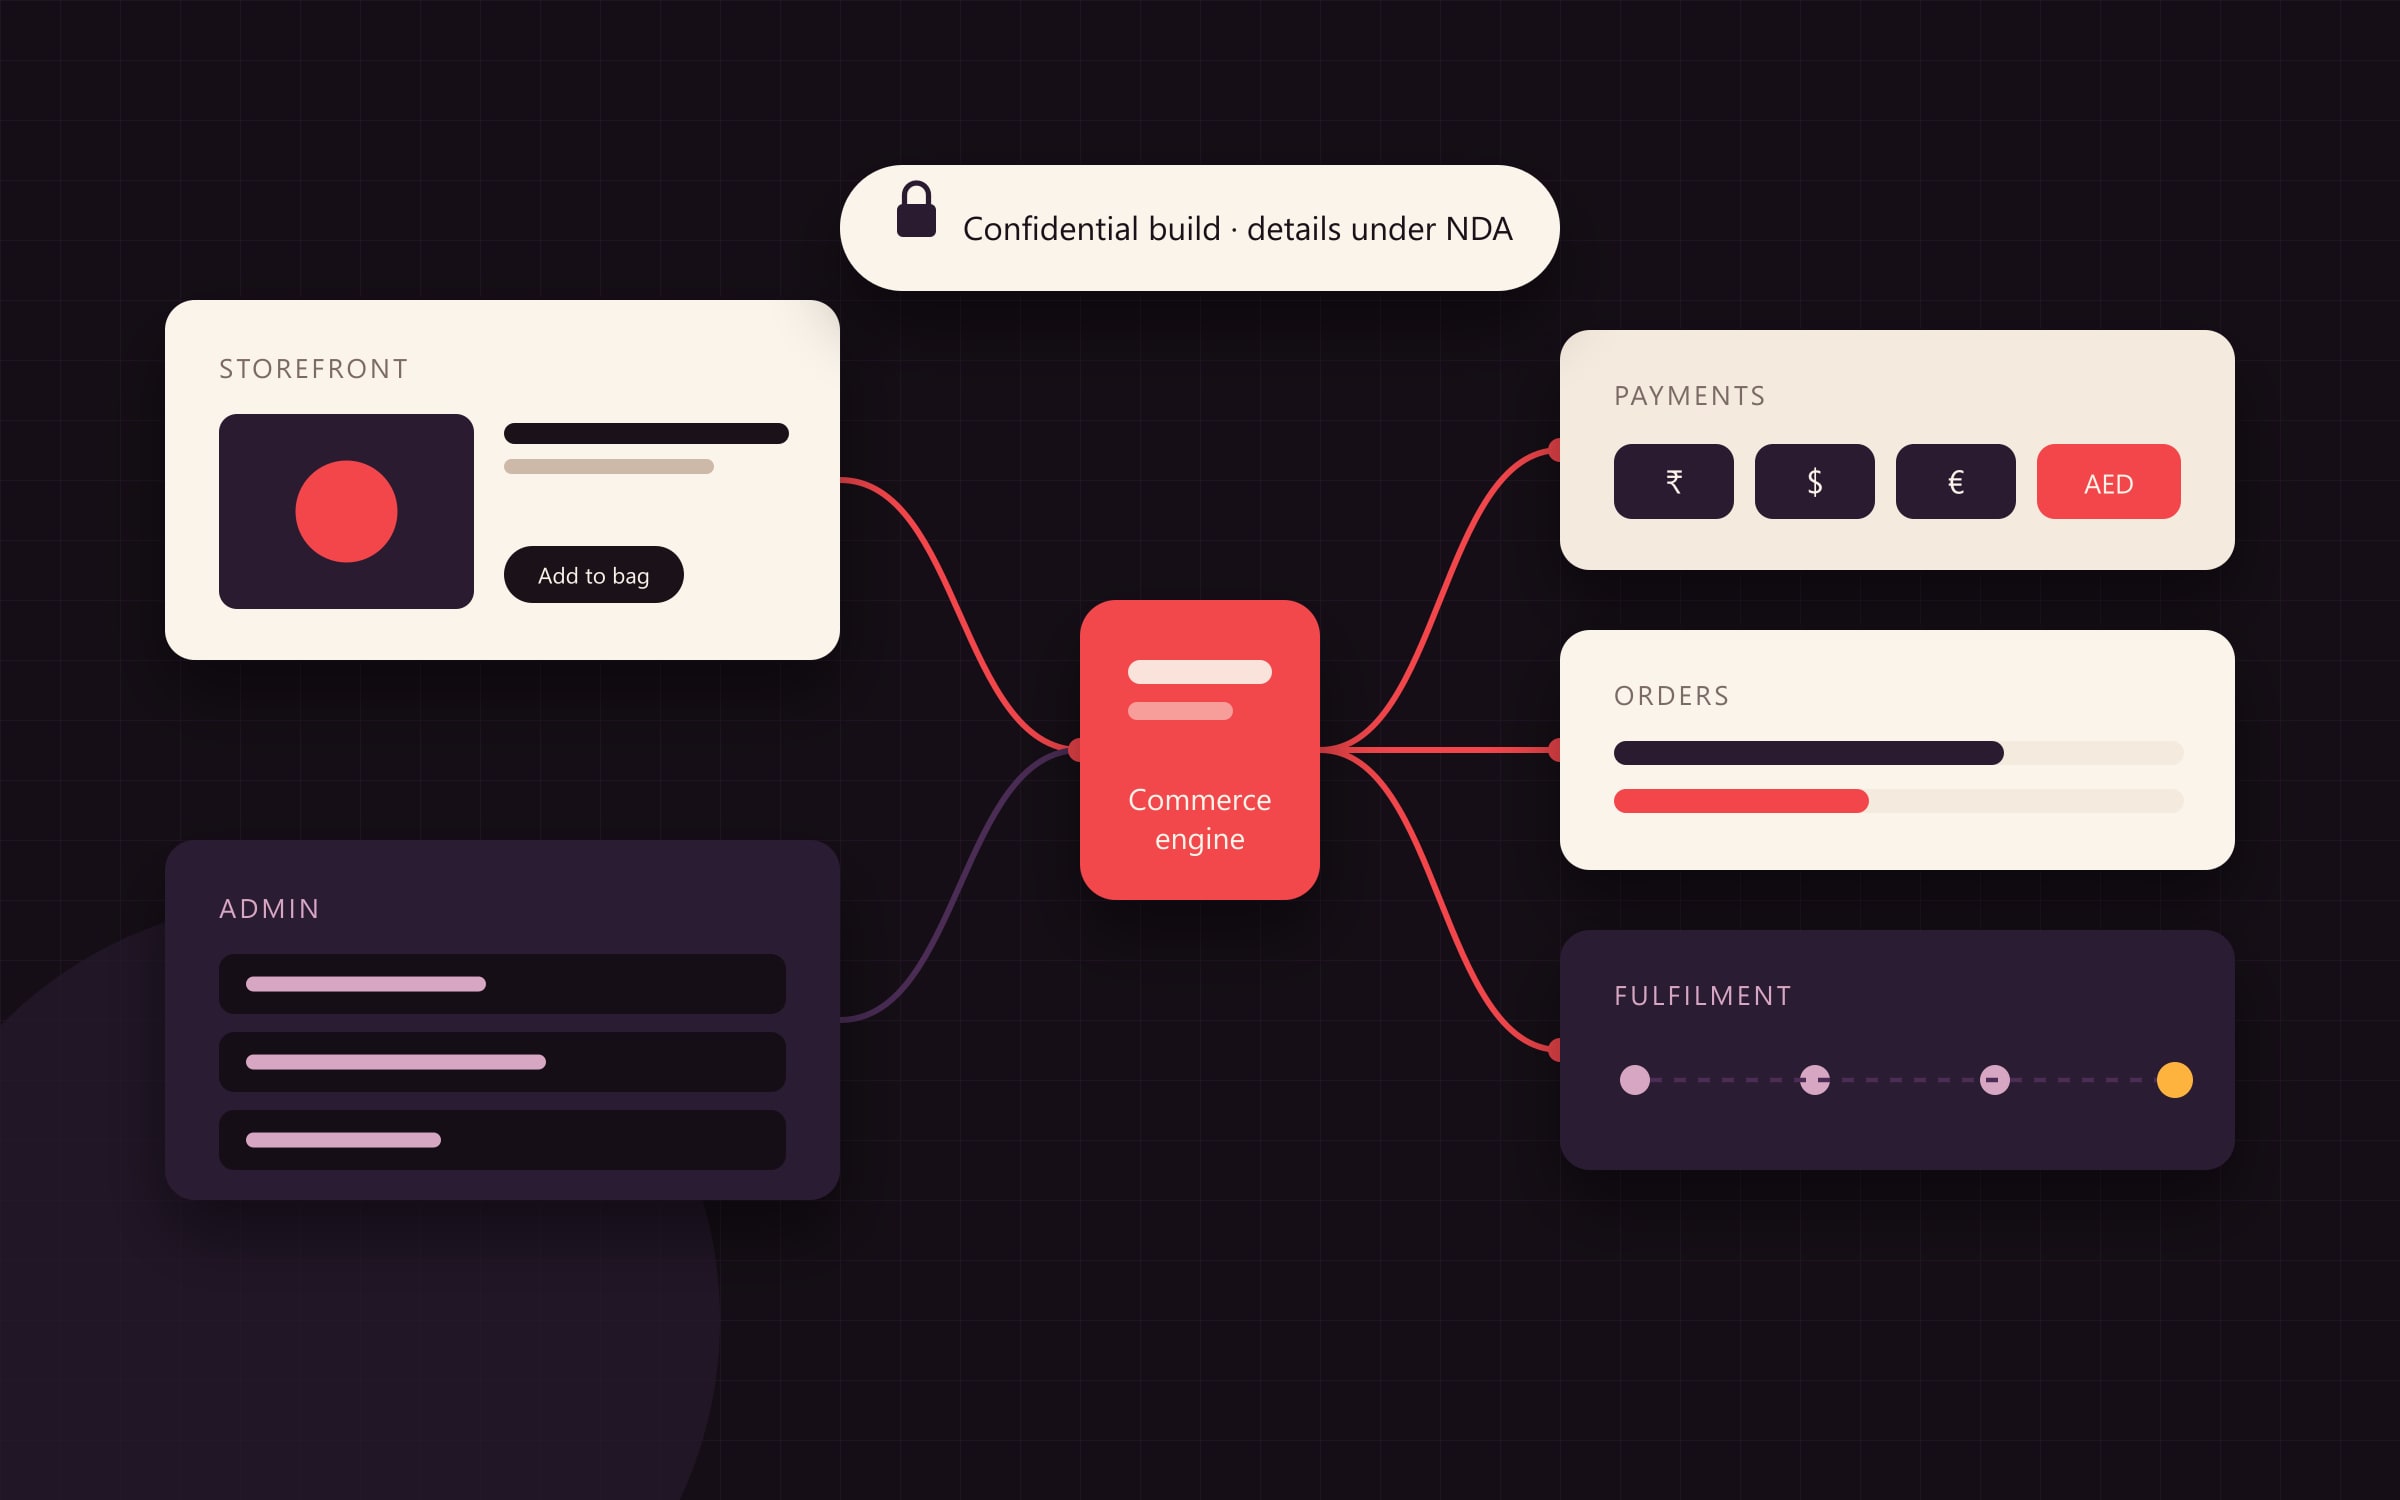 Confidential build · details under NDA
STOREFRONT
Add to bag
ADMIN
Commerce
engine
PAYMENTS
₹ $ € AED
ORDERS
FULFILMENT